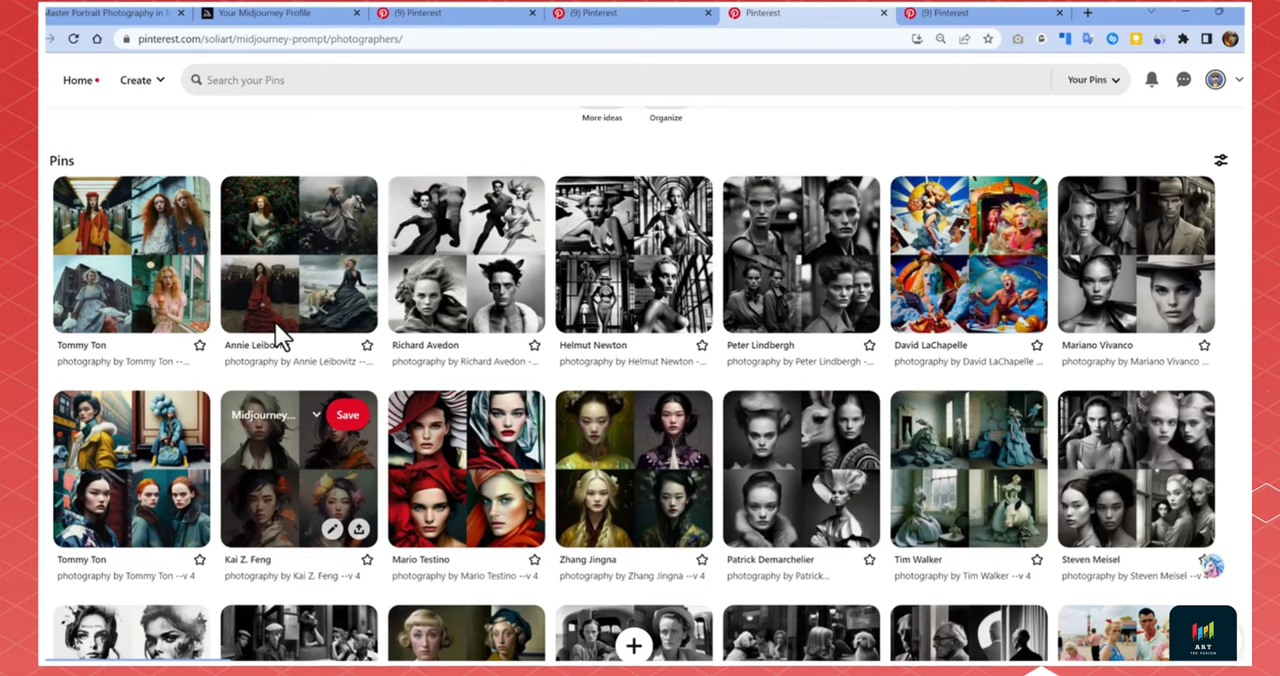 Master Portrait Photography in
Your Midjourney Profile
(9) Pinterest
(9) Pinterest
Pinterest
(9) Pinterest
pinterest.com/soliart/midjourney-prompt/photographers/
Home
Create
Search your Pins
Your Pins
More ideas
Organize
Pins
Tommy Ton
photography by Tommy Ton --...
Annie Leibo
photography by Annie Leibovitz --...
Richard Avedon
photography by Richard Avedon -...
Helmut Newton
photography by Helmut Newton -...
Peter Lindbergh
photography by Peter Lindbergh -...
David LaChapelle
photography by David LaChapelle ...
Mariano Vivanco
photography by Mariano Vivanco ...
Midjourney...
Save
Tommy Ton
photography by Tommy Ton --v 4
Kai Z. Feng
photography by Kai Z. Feng --v 4
Mario Testino
photography by Mario Testino --v 4
Zhang Jingna
photography by Zhang Jingna --v 4
Patrick Demarchelier
photography by Patrick...
Tim Walker
photography by Tim Walker --v 4
Steven Meisel
photography by Steven Meisel --v 4
ART
TEK FUSION